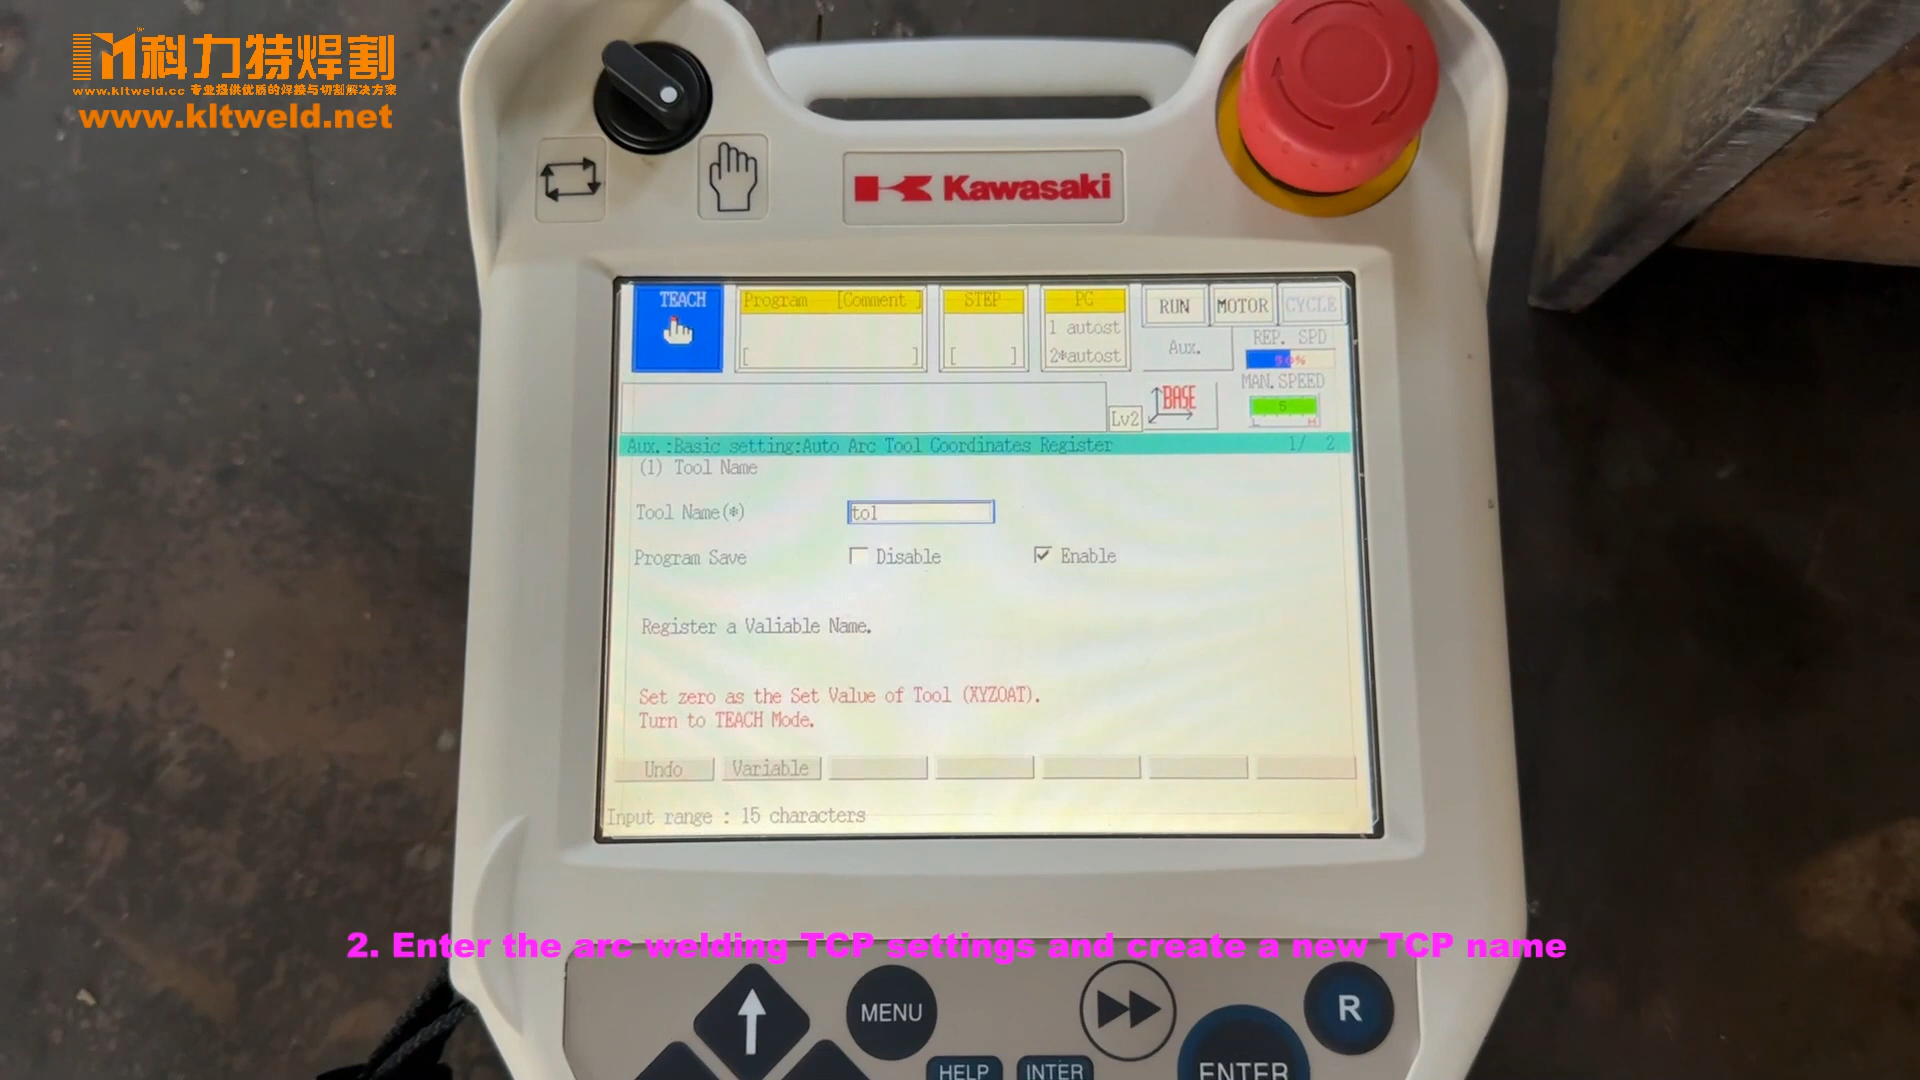 科力特焊割
www.kltweld.cc 专业提供优质的焊接与切割解决方案
www.kltweld.net
Kawasaki
TEACH
Program [Comment ]
STEP
PC
RUN
MOTOR
CYCLE
1 autost
Aux.
REP. SPD
[ ]
[ ]
2*autost
50%
MAN.SPEED
Lv2
BASE
5
L H
Aux.:Basic setting:Auto Arc Tool Coordinates Register 1/ 2
(1) Tool Name
Tool Name(*) tol
Program Save Disable Enable
Register a Valiable Name.
Set zero as the Set Value of Tool (XYZOAT).
Turn to TEACH Mode.
Undo Variable
Input range : 15 characters
2. Enter the arc welding TCP settings and create a new TCP name
MENU
R
HELP
INTER
ENTER